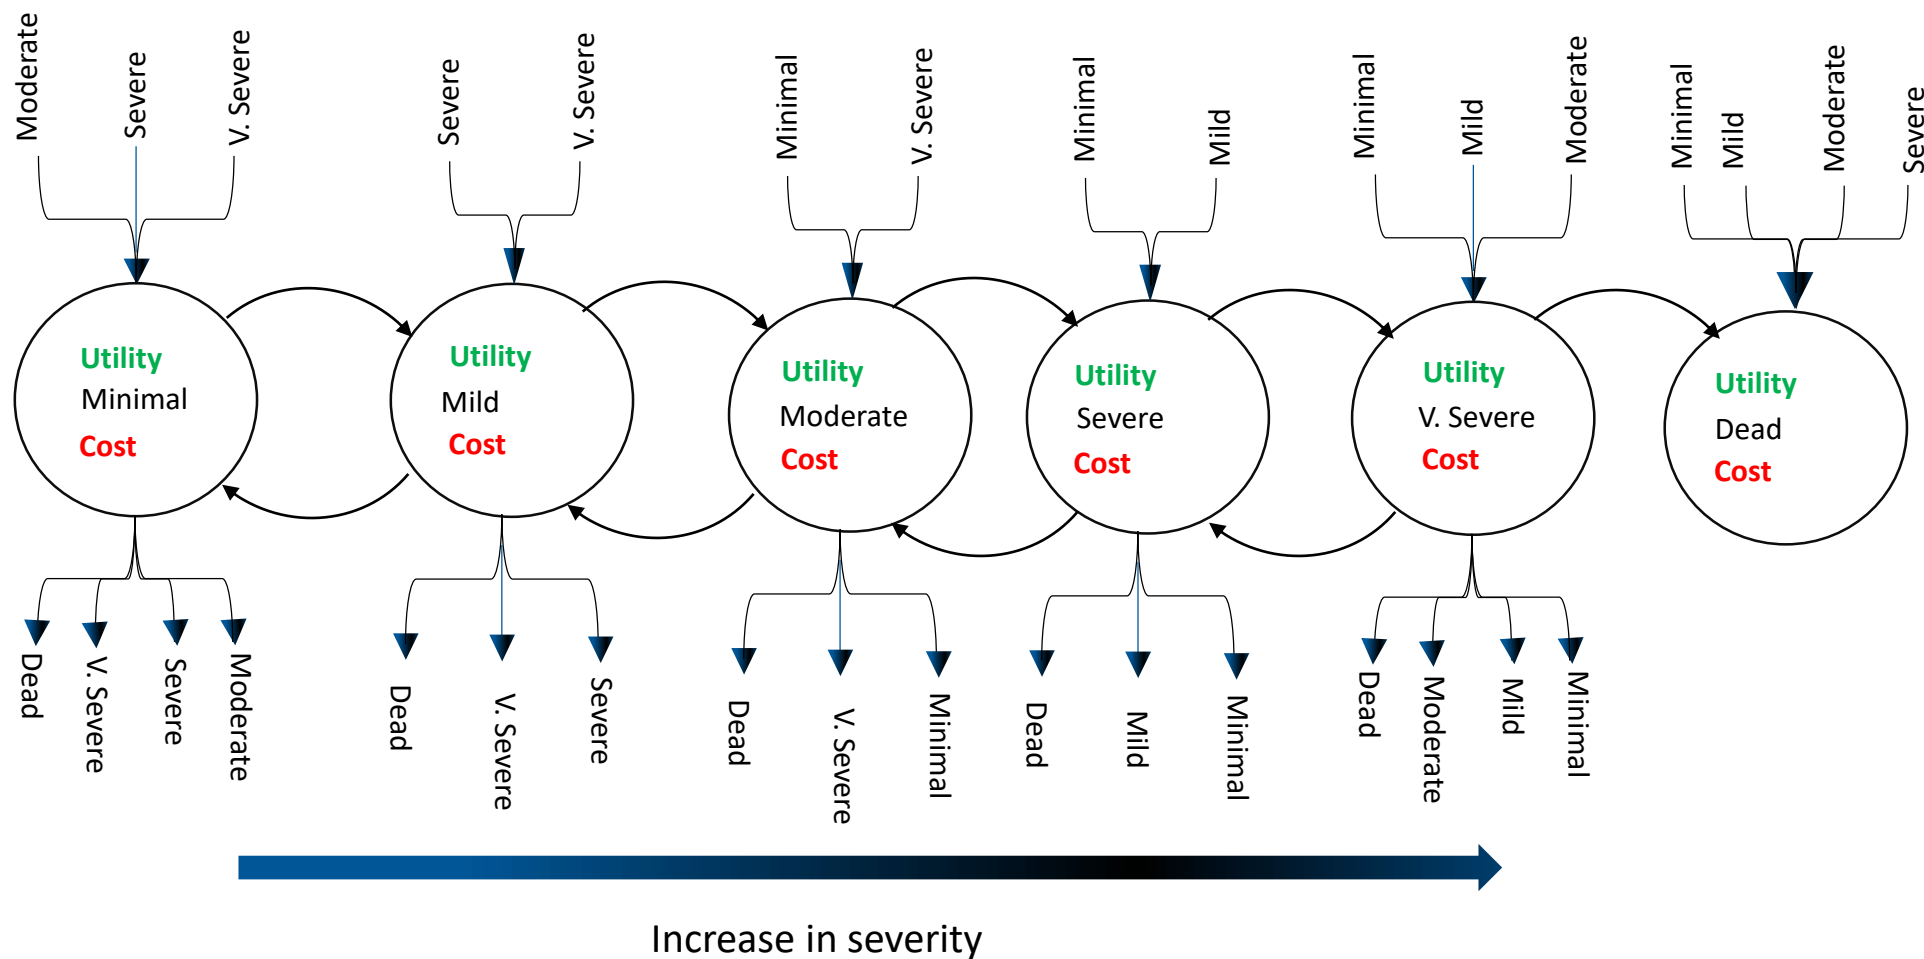 Moderate
Severe
V. Severe
Severe
V. Severe
Minimal
V. Severe
Minimal
Mild
Minimal
Mild
Moderate
Minimal
Mild
Moderate
Severe
Utility
Minimal
Cost
Utility
Mild
Cost
Utility
Moderate
Cost
Utility
Severe
Cost
Utility
V. Severe
Cost
Utility
Dead
Cost
Dead
V. Severe
Severe
Moderate
Dead
V. Severe
Severe
Dead
V. Severe
Minimal
Dead
Mild
Minimal
Dead
Moderate
Mild
Minimal
Increase in severity